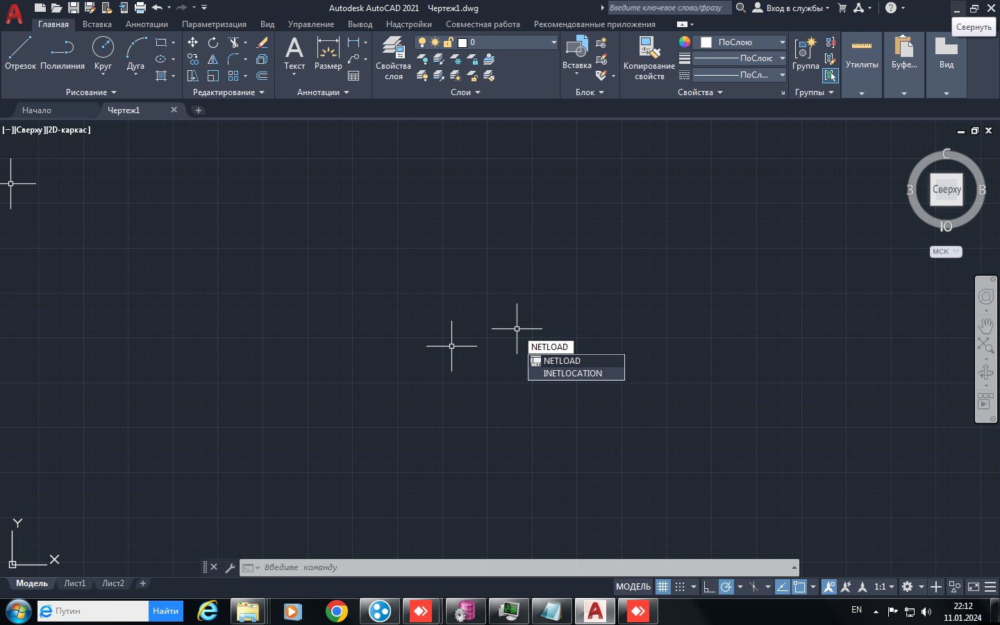 Autodesk AutoCAD 2021 Чертеж1.dwg
Введите ключевое слово/фразу
Вход в службы
Свернуть
Главная Вставка Аннотации Параметризация Вид Управление Вывод Надстройки Совместная работа Рекомендованные приложения
Отрезок Полилиния Круг Дуга
Рисование
Редактирование
Текст Размер
Аннотации
Свойства слоя
0
Слои
Вставка
Блок
Копирование свойств
ПоСлою
ПоСлою
ПоСл...
Свойства
Группа
Группы
Утилиты
Буфе...
Вид
Начало
Чертеж1
[−][Сверху][2D-каркас]
С
З
Сверху
В
Ю
МСК
NETLOAD
NETLOAD
INETLOCATION
Y
X
Введите команду
Модель Лист1 Лист2
МОДЕЛЬ
1:1
Путин
Найти
EN
22:12
11.01.2024